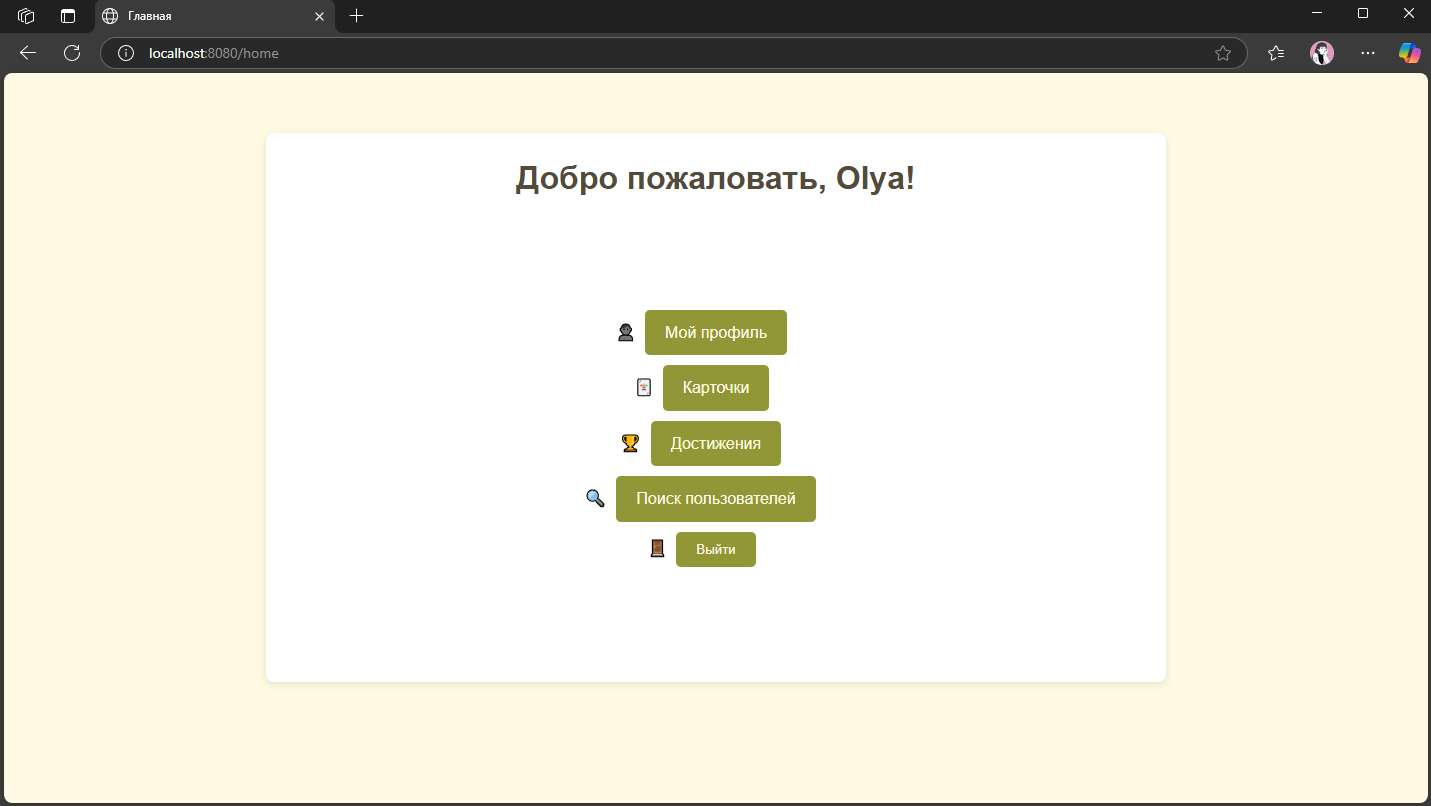 Главная
localhost:8080/home
Добро пожаловать, Olya!
Мой профиль
Карточки
Достижения
Поиск пользователей
Выйти